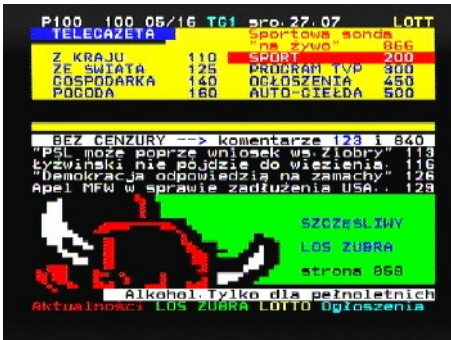 P100 100 05/16 TG1 śro.27.07 LOTT
TELEGAZETA Sportowa sonda
"na żywo" 866
Z KRAJU 110 SPORT 200
ZE ŚWIATA 125 PROGRAM TVP 300
GOSPODARKA 140 OGŁOSZENIA 450
POGODA 160 AUTO-GIEŁDA 500
BEZ CENZURY --> komentarze 123 i 840
"PSL może poprze wniosek ws.Ziobry" 113
Łyżwiński nie pójdzie do więzienia. 116
"Demokracja odpowiedzią na zamachy" 126
Apel MFW w sprawie zadłużenia USA.. 129
SZCZĘŚLIWY
LOS ŻUBRA
strona 868
Alkohol.Tylko dla pełnoletnich
Aktualności LOS ŻUBRA LOTTO Ogłoszenia